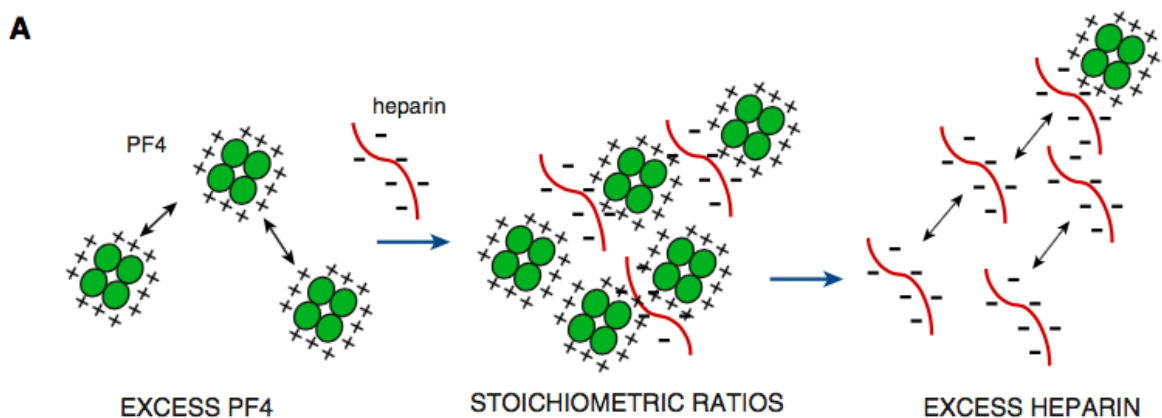 A
PF4
heparin
EXCESS PF4
STOICHIOMETRIC RATIOS
EXCESS HEPARIN